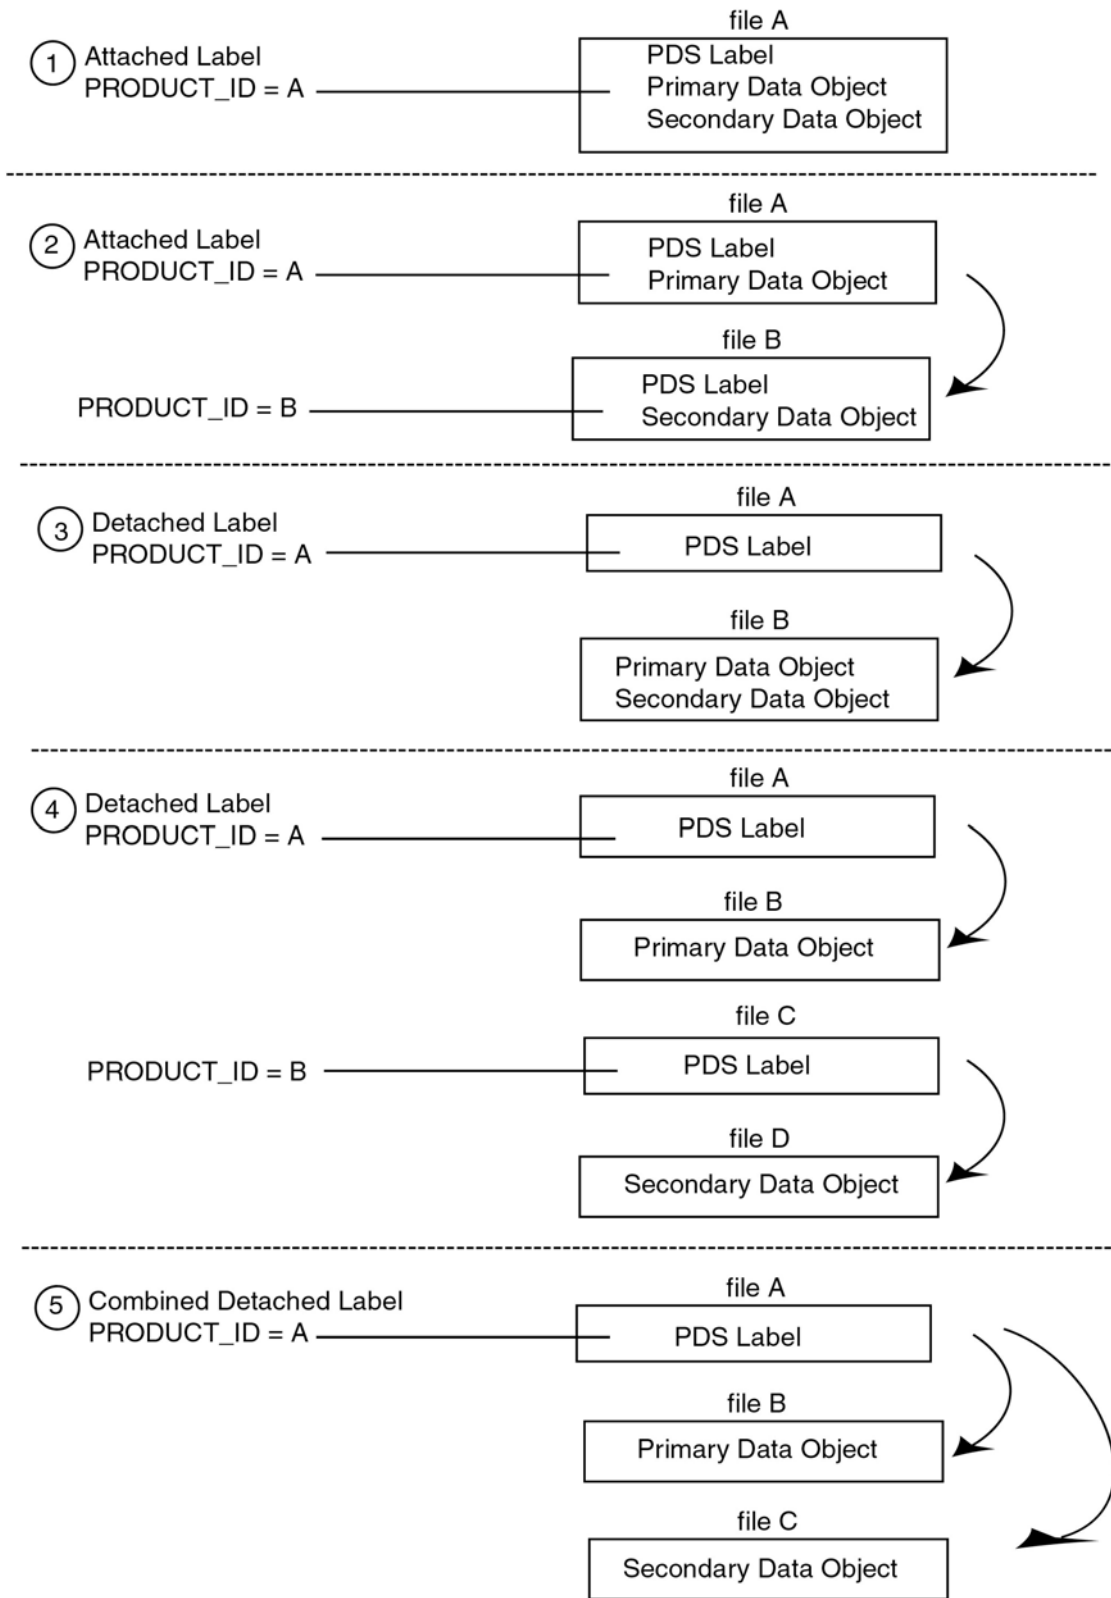 file A
1 Attached Label
PRODUCT_ID = A
PDS Label
Primary Data Object
Secondary Data Object
file A
2 Attached Label
PRODUCT_ID = A
PDS Label
Primary Data Object
file B
PRODUCT_ID = B
PDS Label
Secondary Data Object
file A
3 Detached Label
PRODUCT_ID = A
PDS Label
file B
Primary Data Object
Secondary Data Object
file A
4 Detached Label
PRODUCT_ID = A
PDS Label
file B
Primary Data Object
file C
PRODUCT_ID = B
PDS Label
file D
Secondary Data Object
file A
5 Combined Detached Label
PRODUCT_ID = A
PDS Label
file B
Primary Data Object
file C
Secondary Data Object